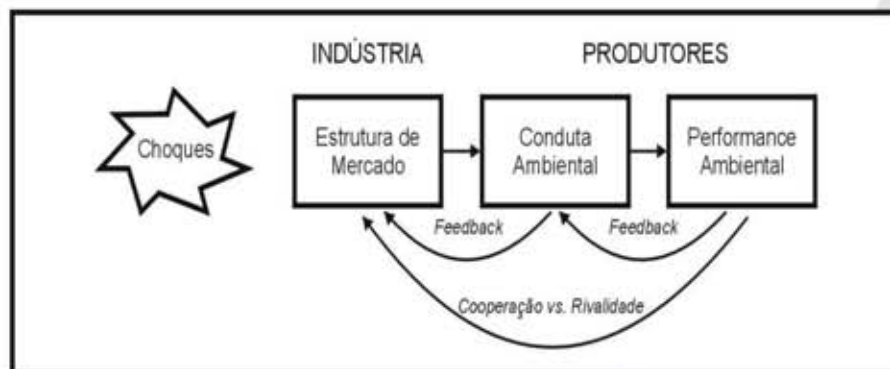 INDÚSTRIA
PRODUTORES
Choques
Estrutura de
Mercado
Conduta
Ambiental
Performance
Ambiental
Feedback
Feedback
Cooperação vs. Rivalidade